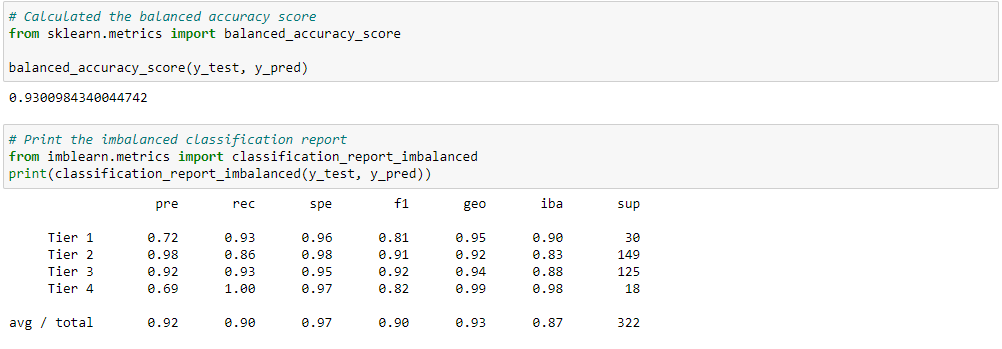 # Calculated the balanced accuracy score
from sklearn.metrics import balanced_accuracy_score
balanced_accuracy_score(y_test, y_pred)
0.9300984340044742
# Print the imbalanced classification report
from imblearn.metrics import classification_report_imbalanced
print(classification_report_imbalanced(y_test, y_pred))
pre rec spe f1 geo iba sup
Tier 1 0.72 0.93 0.96 0.81 0.95 0.90 30
Tier 2 0.98 0.86 0.98 0.91 0.92 0.83 149
Tier 3 0.92 0.93 0.95 0.92 0.94 0.88 125
Tier 4 0.69 1.00 0.97 0.82 0.99 0.98 18
avg / total 0.92 0.90 0.97 0.90 0.93 0.87 322